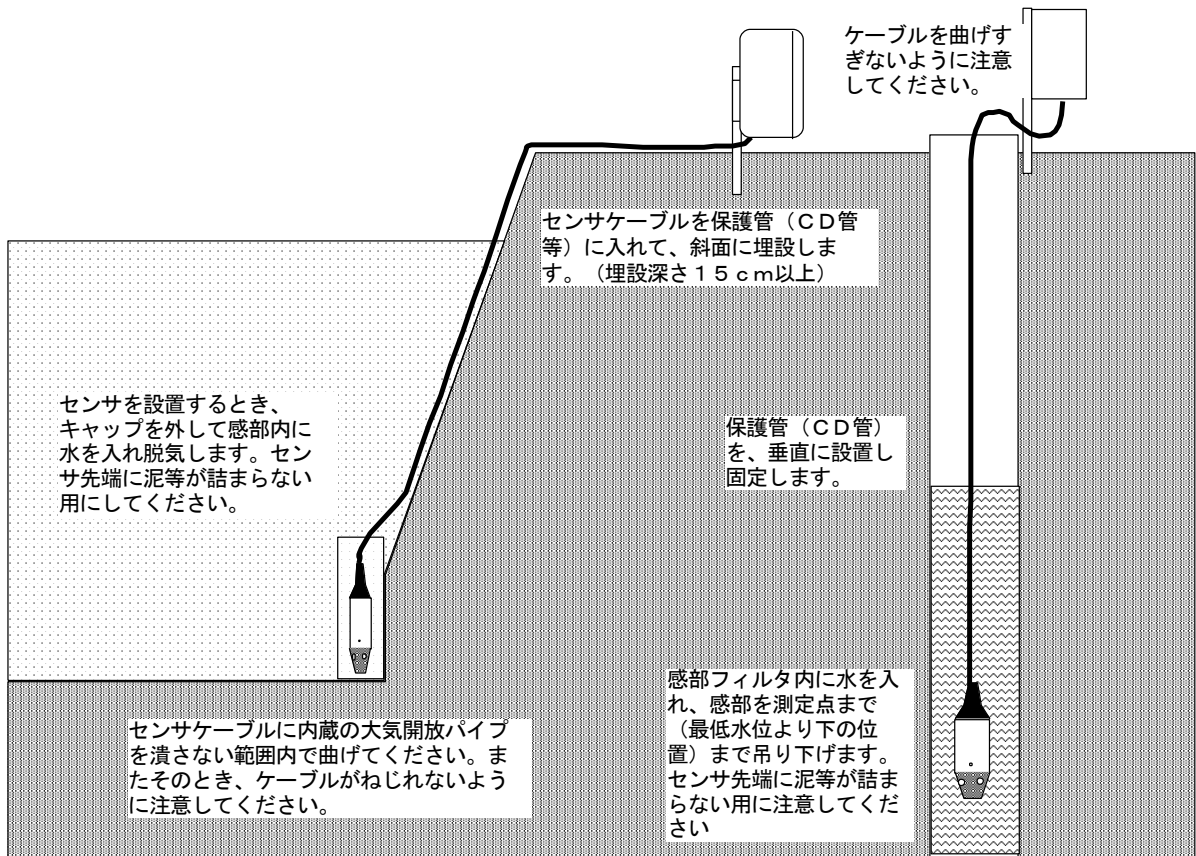 ケーブルを曲げす
ぎないように注意
してください。
センサケーブルを保護管（ＣＤ管
等）に入れて、斜面に埋設しま
す。（埋設深さ１５ｃｍ以上）
センサを設置するとき、
キャップを外して感部内に
水を入れ脱気します。セン
サ先端に泥等が詰まらない
用にしてください。
保護管（ＣＤ管）
を、垂直に設置し
固定します。
センサケーブルに内蔵の大気開放パイプ
を潰さない範囲内で曲げてください。ま
たそのとき、ケーブルがねじれないよう
に注意してください。
感部フィルタ内に水を入
れ、感部を測定点まで
（最低水位より下の位
置）まで吊り下げます。
センサ先端に泥等が詰ま
らない用に注意してくだ
さい